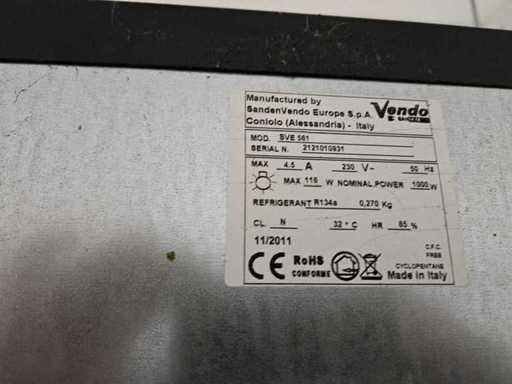 Manufactured by
SandenVendo Europe S.p.A.
Coniolo (Alessandria) - Italy
Vendo
MOD. SVE 561
SERIAL N. 2121010931
MAX 4.5 A 230 V~ 50 Hz
MAX 116 W NOMINAL POWER 1000 W
REFRIGERANT R134a 0,270 Kg
CL. N 32 ° C HR 65 %
11/2011
C.F.C.
FREE
CE RoHS
CONFORME
CYCLOPENTANE
Made in Italy